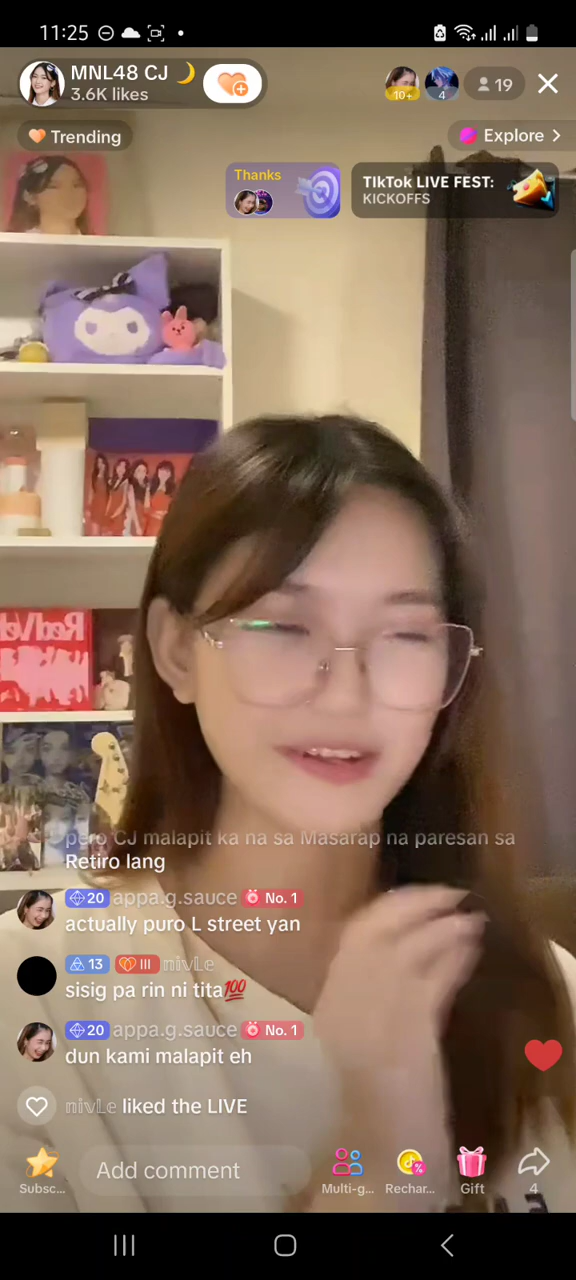 11:25
MNL48 CJ 🌙
3.6K likes
10+
4
19
Trending
Explore >
Thanks
TikTok LIVE FEST:
KICKOFFS
RedVel
pero CJ malapit ka na sa Masarap na paresan sa
Retiro lang
20 appa.g.sauce No. 1
actually puro L street yan
13 III 𝕟𝕚𝕧𝕃𝕖
sisig pa rin ni tita💯
20 appa.g.sauce No. 1
dun kami malapit eh
𝕟𝕚𝕧𝕃𝕖 liked the LIVE
Subsc...
Add comment
Multi-g...
Rechar...
Gift
4